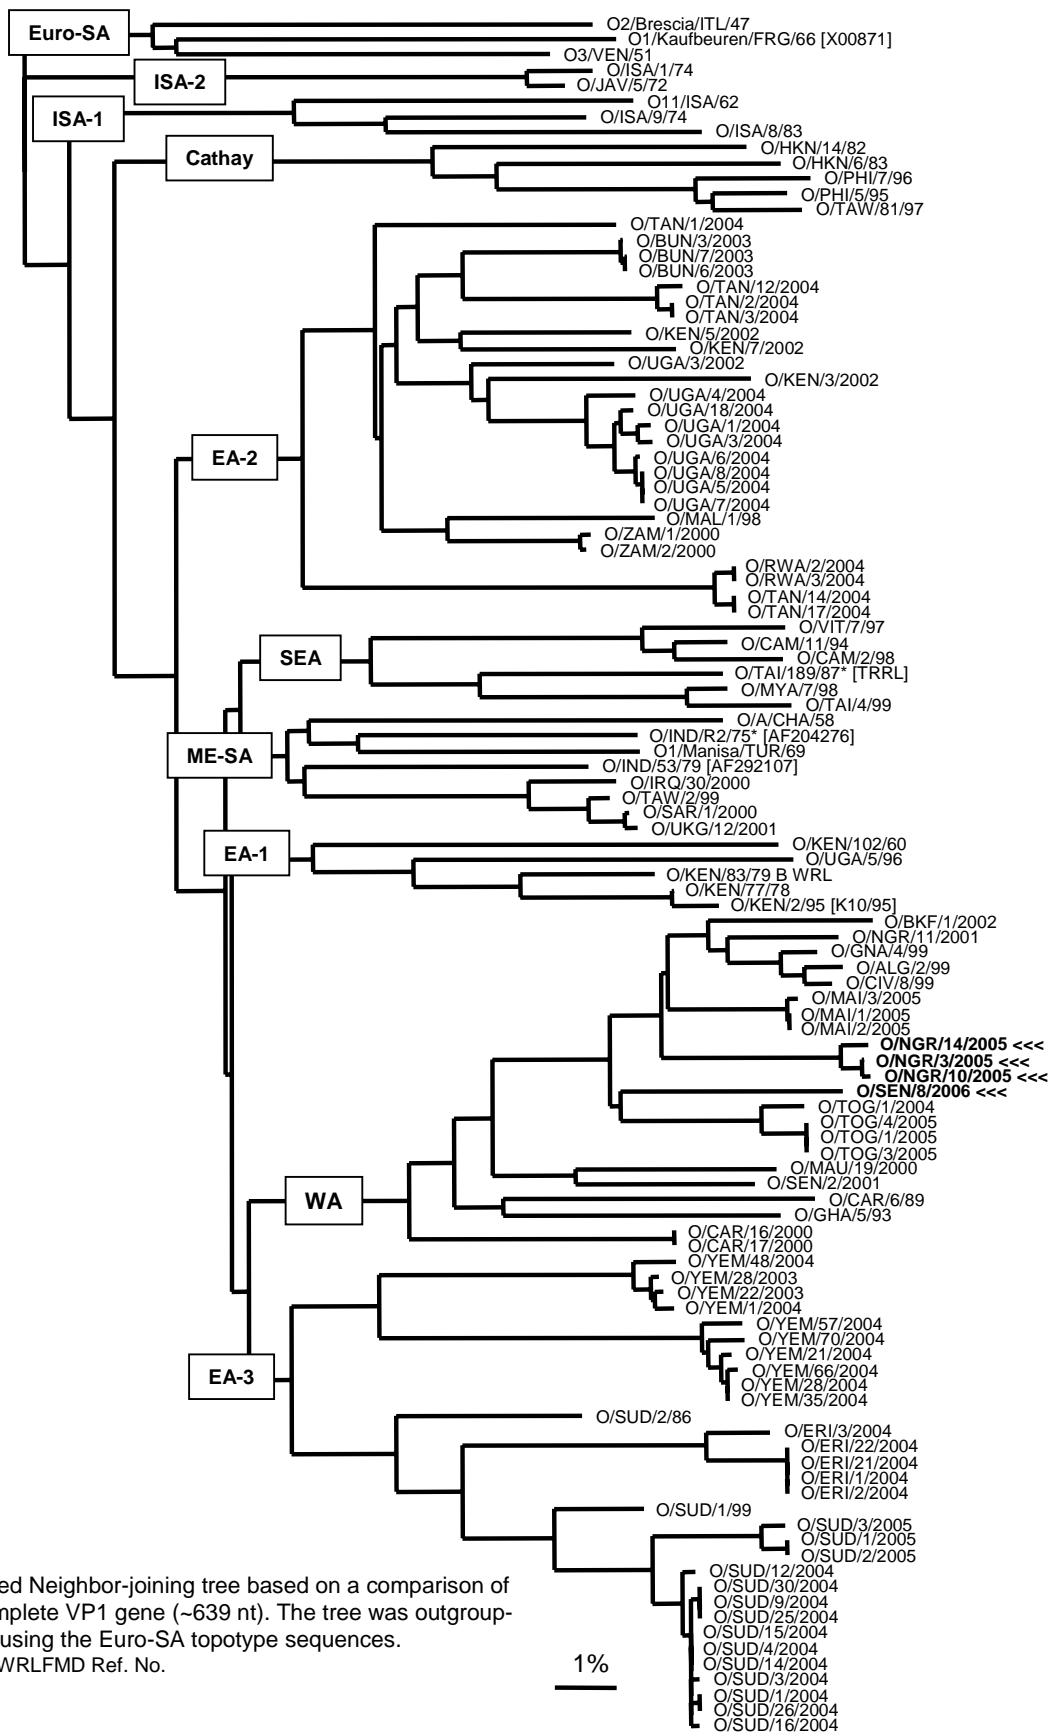 Euro-SA
O2/Brescia/ITL/47
O1/Kaufbeuren/FRG/66 [X00871]
O3/VEN/51
ISA-2
O/ISA/1/74
O/JAV/5/72
ISA-1
O11/ISA/62
O/ISA/9/74
O/ISA/8/83
Cathay
O/HKN/14/82
O/HKN/6/83
O/PHI/7/96
O/PHI/5/95
O/TAW/81/97
O/TAN/1/2004
O/BUN/3/2003
O/BUN/7/2003
O/BUN/6/2003
O/TAN/12/2004
O/TAN/2/2004
O/TAN/3/2004
O/KEN/5/2002
O/KEN/7/2002
O/UGA/3/2002
O/KEN/3/2002
O/UGA/4/2004
O/UGA/18/2004
O/UGA/1/2004
O/UGA/3/2004
EA-2
O/UGA/6/2004
O/UGA/8/2004
O/UGA/5/2004
O/UGA/7/2004
O/MAL/1/98
O/ZAM/1/2000
O/ZAM/2/2000
O/RWA/2/2004
O/RWA/3/2004
O/TAN/14/2004
O/TAN/17/2004
O/VIT/7/97
O/CAM/11/94
SEA
O/CAM/2/98
O/TAI/189/87* [TRRL]
O/MYA/7/98
O/TAI/4/99
O/A/CHA/58
O/IND/R2/75* [AF204276]
ME-SA
O1/Manisa/TUR/69
O/IND/53/79 [AF292107]
O/IRQ/30/2000
O/TAW/2/99
O/SAR/1/2000
O/UKG/12/2001
O/KEN/102/60
EA-1
O/UGA/5/96
O/KEN/83/79 B WRL
O/KEN/77/78
O/KEN/2/95 [K10/95]
O/BKF/1/2002
O/NGR/11/2001
O/GNA/4/99
O/ALG/2/99
O/CIV/8/99
O/MAI/3/2005
O/MAI/1/2005
O/MAI/2/2005
O/NGR/14/2005 <<<
O/NGR/3/2005 <<<
O/NGR/10/2005 <<<
O/SEN/8/2006 <<<
O/TOG/1/2004
O/TOG/4/2005
O/TOG/1/2005
O/TOG/3/2005
O/MAU/19/2000
O/SEN/2/2001
WA
O/CAR/6/89
O/GHA/5/93
O/CAR/16/2000
O/CAR/17/2000
O/YEM/48/2004
O/YEM/28/2003
O/YEM/22/2003
O/YEM/1/2004
O/YEM/57/2004
O/YEM/70/2004
O/YEM/21/2004
EA-3
O/YEM/66/2004
O/YEM/28/2004
O/YEM/35/2004
O/SUD/2/86
O/ERI/3/2004
O/ERI/22/2004
O/ERI/21/2004
O/ERI/1/2004
O/ERI/2/2004
O/SUD/1/99
O/SUD/3/2005
O/SUD/1/2005
O/SUD/2/2005
O/SUD/12/2004
O/SUD/30/2004
O/SUD/9/2004
O/SUD/25/2004
O/SUD/15/2004
O/SUD/4/2004
O/SUD/14/2004
O/SUD/3/2004
O/SUD/1/2004
O/SUD/26/2004
O/SUD/16/2004
ed Neighbor-joining tree based on a comparison of
mplete VP1 gene (~639 nt). The tree was outgroup-
using the Euro-SA topotype sequences.
WRLFMD Ref. No.
1%